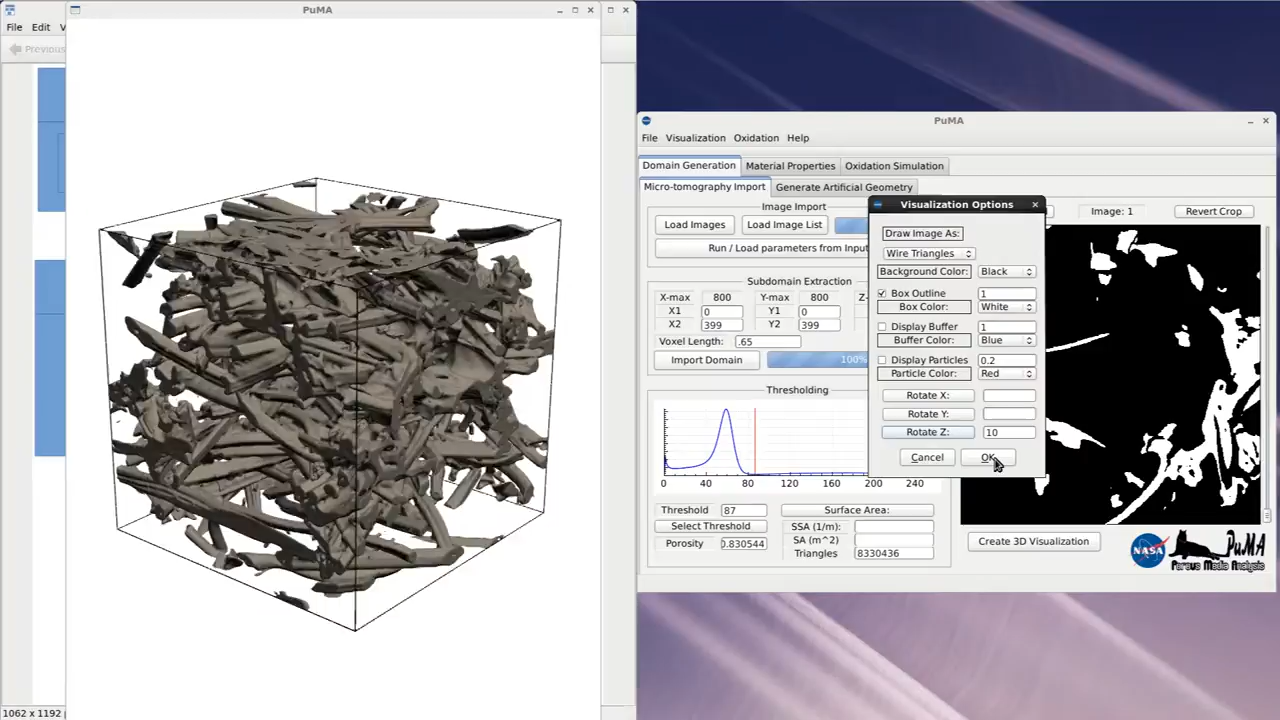 PuMA
File Edit V
Previous
1062 x 1192
PuMA
File Visualization Oxidation Help
Domain Generation Material Properties Oxidation Simulation
Micro-tomography Import Generate Artificial Geometry
Image Import
Load Images Load Image List
Run / Load parameters from Input
Image: 1 Revert Crop
Subdomain Extraction
X-max 800 Y-max 800 Z-
X1 0 Y1 0
X2 399 Y2 399
Voxel Length: .65
Import Domain 100%
Thresholding
0 40 80 120 160 200 240
Threshold 87 Surface Area:
Select Threshold SSA (1/m):
Porosity 0.830544 SA (m^2)
Triangles 8330436
Visualization Options
Draw Image As:
Wire Triangles
Background Color: Black
Box Outline 1
Box Color: White
Display Buffer 1
Buffer Color: Blue
Display Particles 0.2
Particle Color: Red
Rotate X:
Rotate Y:
Rotate Z: 10
Cancel OK
Create 3D Visualization
NASA
PuMA
Porous Media Analysis